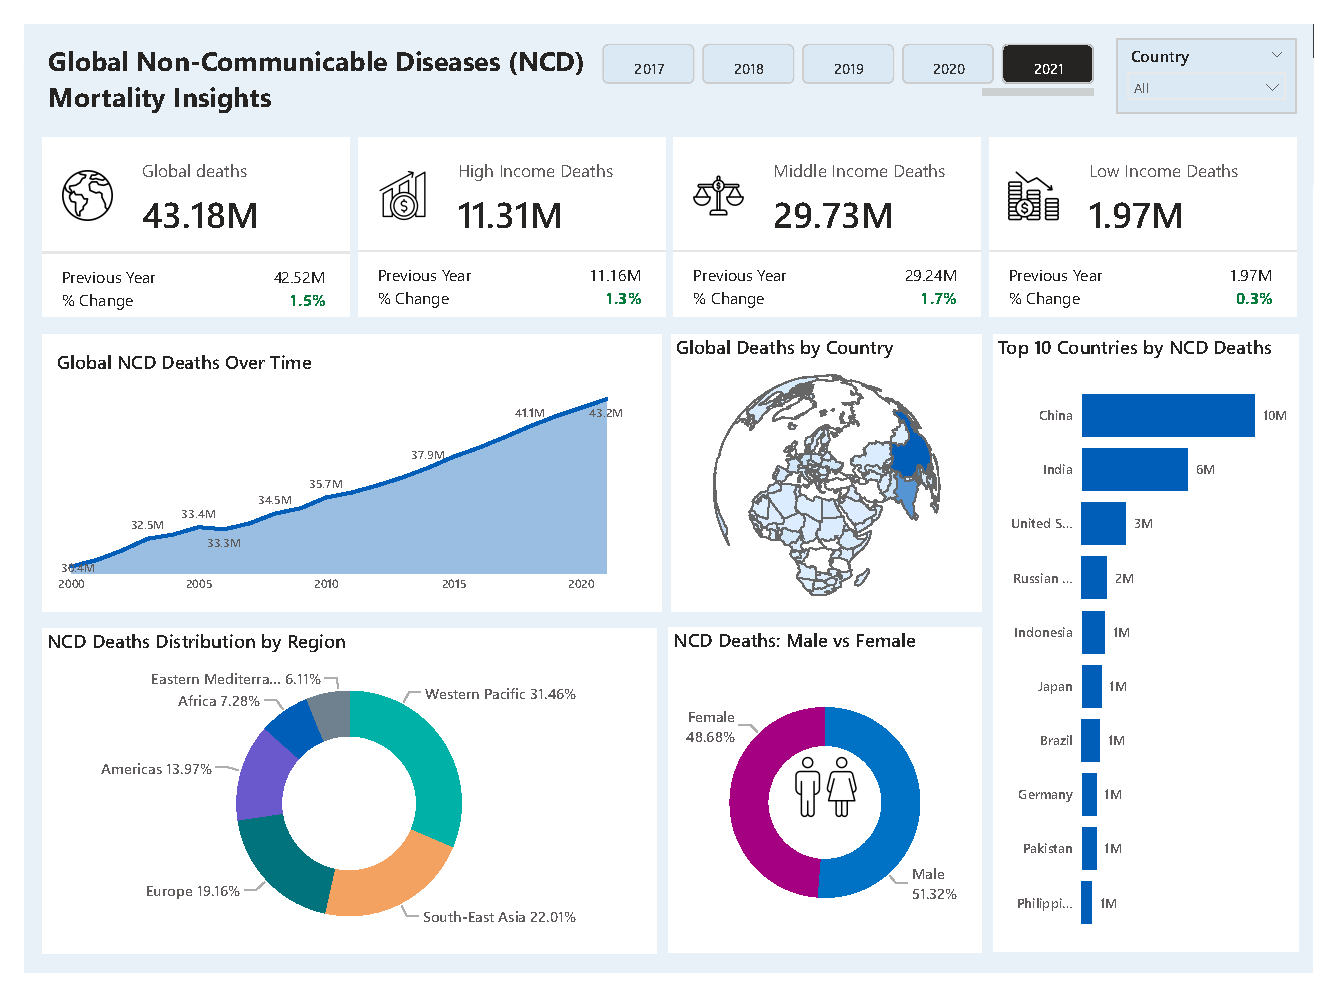 Global Non-Communicable Diseases (NCD)
Mortality Insights
2017
2018
2019
2020
2021
Country
All
Global deaths
43.18M
Previous Year 42.52M
% Change 1.5%
High Income Deaths
11.31M
Previous Year 11.16M
% Change 1.3%
Middle Income Deaths
29.73M
Previous Year 29.24M
% Change 1.7%
Low Income Deaths
1.97M
Previous Year 1.97M
% Change 0.3%
Global NCD Deaths Over Time
30.4M
32.5M
33.4M
33.3M
34.5M
35.7M
37.9M
41.1M
43.2M
2000 2005 2010 2015 2020
Global Deaths by Country
Top 10 Countries by NCD Deaths
China 10M
India 6M
United S... 3M
Russian ... 2M
Indonesia 1M
Japan 1M
Brazil 1M
Germany 1M
Pakistan 1M
Philippi... 1M
NCD Deaths Distribution by Region
Eastern Mediterra... 6.11%
Africa 7.28%
Americas 13.97%
Europe 19.16%
Western Pacific 31.46%
South-East Asia 22.01%
NCD Deaths: Male vs Female
Female
48.68%
Male
51.32%